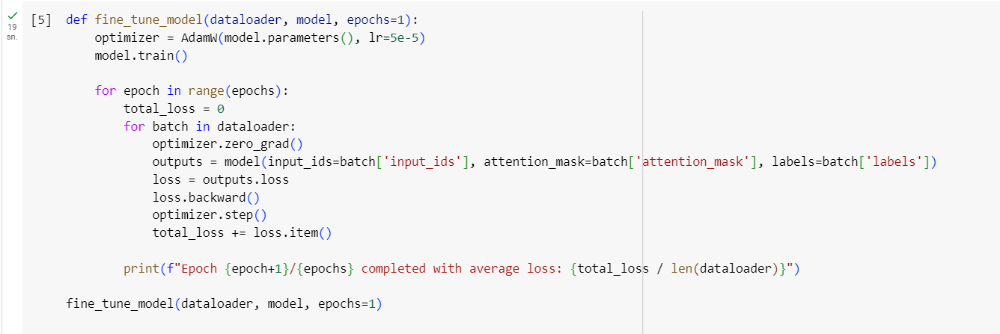 [5] def fine_tune_model(dataloader, model, epochs=1):
19
sn.
optimizer = AdamW(model.parameters(), lr=5e-5)
model.train()
for epoch in range(epochs):
total_loss = 0
for batch in dataloader:
optimizer.zero_grad()
outputs = model(input_ids=batch['input_ids'], attention_mask=batch['attention_mask'], labels=batch['labels'])
loss = outputs.loss
loss.backward()
optimizer.step()
total_loss += loss.item()
print(f"Epoch {epoch+1}/{epochs} completed with average loss: {total_loss / len(dataloader)}")
fine_tune_model(dataloader, model, epochs=1)